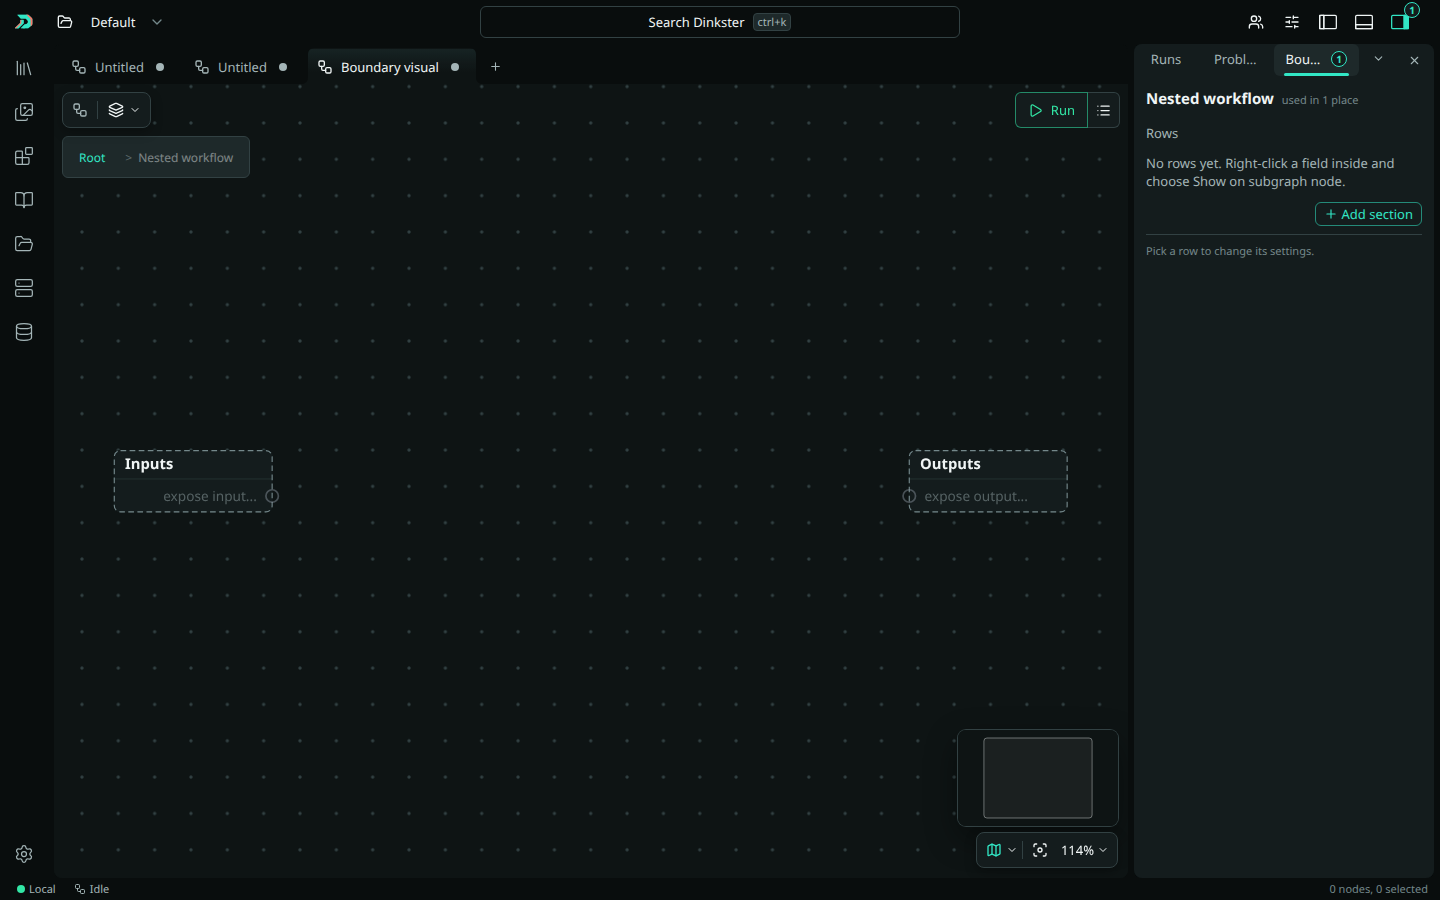 Default
Search Dinkster ctrl+k
1
Untitled
Untitled
Boundary visual
Runs
Probl...
Bou... 1
Run
Nested workflow used in 1 place
Root > Nested workflow
Rows
No rows yet. Right-click a field inside and
choose Show on subgraph node.
Add section
Pick a row to change its settings.
Inputs
expose input...
Outputs
expose output...
114%
Local
Idle
0 nodes, 0 selected